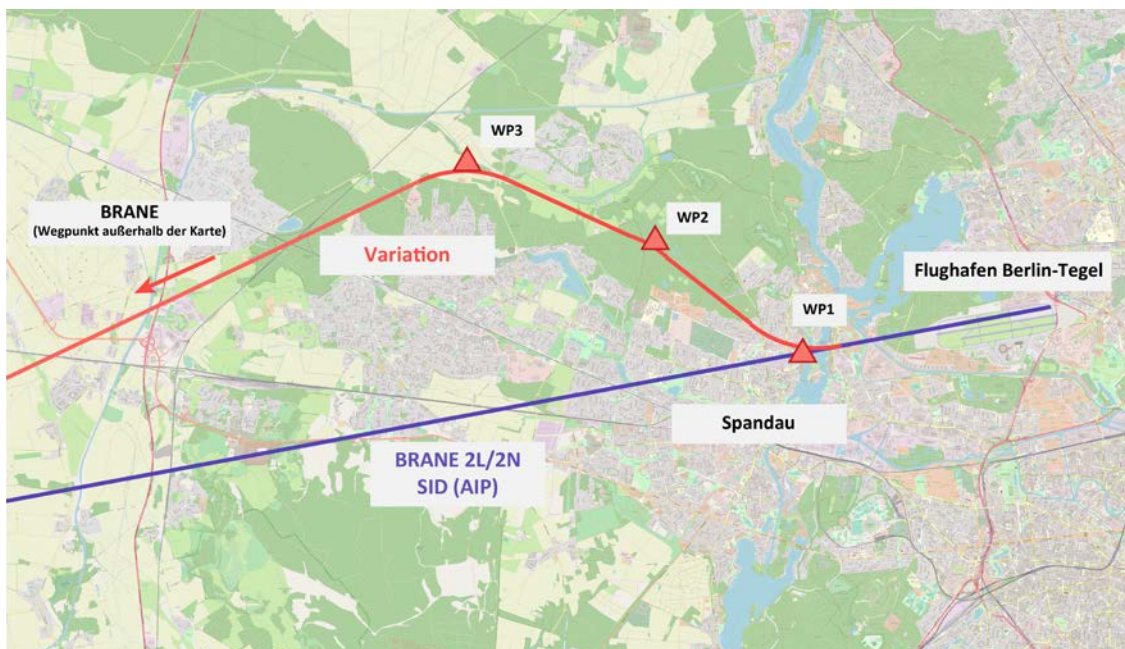 WP3
BRANE
(Wegpunkt außerhalb der Karte)
WP2
Variation
Flughafen Berlin-Tegel
WP1
Spandau
BRANE 2L/2N
SID (AIP)